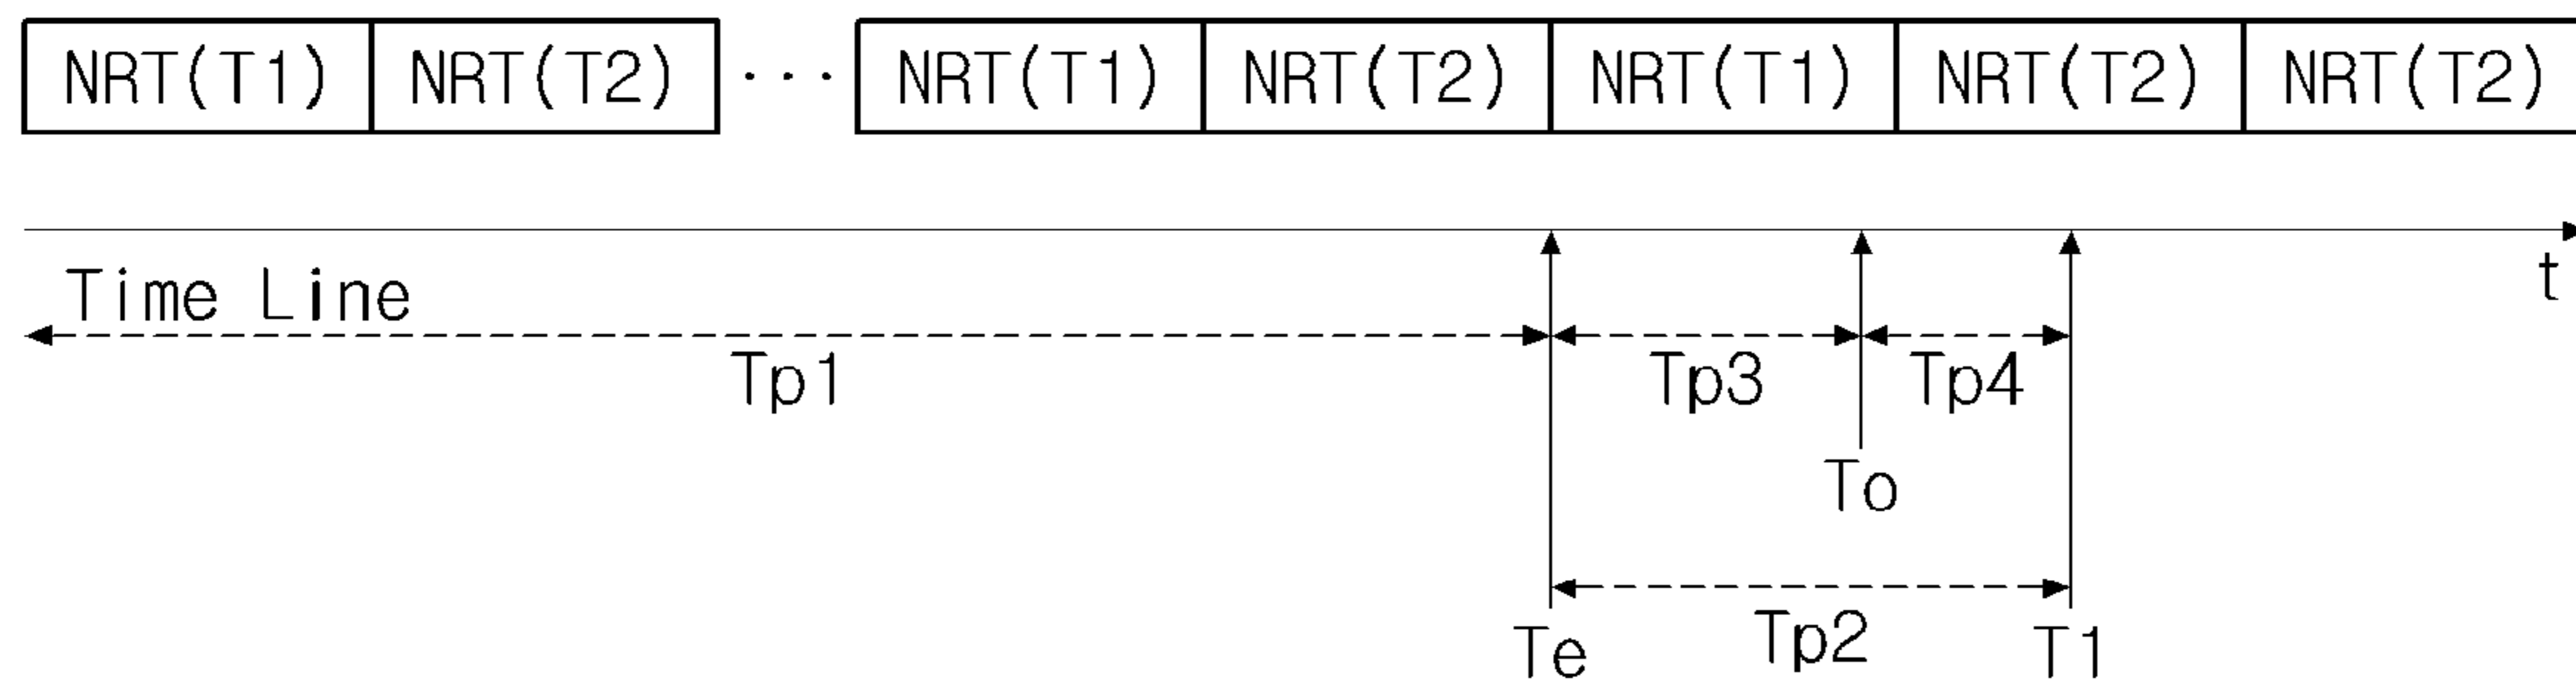 NRT(T1) NRT(T2) ··· NRT(T1) NRT(T2) NRT(T1) NRT(T2) NRT(T2)
t
Time Line
Tp1 Tp3 Tp4
To
Te Tp2 T1